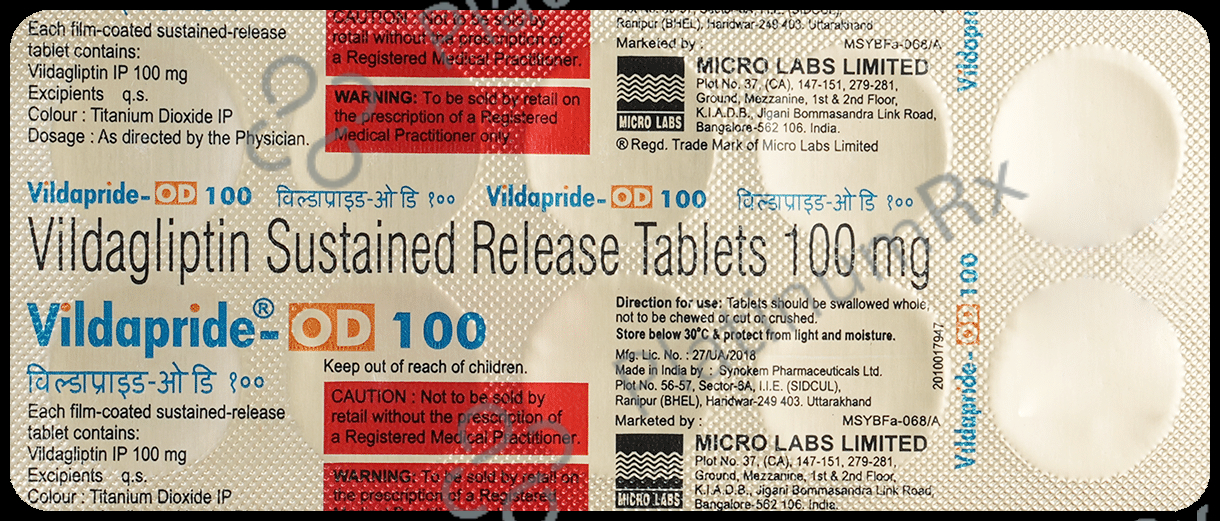 Each film-coated sustained-release
tablet contains:
Vildagliptin IP 100 mg
Excipients q.s.
Colour : Titanium Dioxide IP
Dosage : As directed by the Physician.
CAUTION : Not to be sold by
retail without the prescription of
a Registered Medical Practitioner.
WARNING: To be sold by retail on
the prescription of a Registered
Medical Practitioner only.
Ranipur (BHEL), Haridwar-249 403. Uttarakhand
Marketed by : MSYBFa-068/A
MICRO LABS
MICRO LABS LIMITED
Plot No. 37, (CA), 147-151, 279-281,
Ground, Mezzanine, 1st & 2nd Floor,
K.I.A.D.B., Jigani Bommasandra Link Road,
Bangalore-562 106. India.
® Regd. Trade Mark of Micro Labs Limited
Vildapride-OD 100 विल्डाप्राइड-ओ डि १०० Vildapride-OD 100 विल्डाप्राइड-ओ डि १००
Vildagliptin Sustained Release Tablets 100 mg
Vildapride®-OD 100
विल्डाप्राइड-ओ डि १००
Each film-coated sustained-release
tablet contains:
Vildagliptin IP 100 mg
Excipients q.s.
Colour : Titanium Dioxide IP
Keep out of reach of children.
CAUTION : Not to be sold by
retail without the prescription of
a Registered Medical Practitioner.
WARNING: To be sold by retail on
the prescription of a Registered
Direction for use: Tablets should be swallowed whole,
not to be chewed or cut or crushed.
Store below 30°C & protect from light and moisture.
Mfg. Lic. No. : 27/UA/2018
Made in India by : Synokem Pharmaceuticals Ltd.
Plot No. 56-57, Sector-6A, I.I.E. (SIDCUL),
Ranipur (BHEL), Haridwar-249 403. Uttarakhand
Marketed by : MSYBFa-068/A
MICRO LABS
MICRO LABS LIMITED
Plot No. 37, (CA), 147-151, 279-281,
Ground, Mezzanine, 1st & 2nd Floor,
K.I.A.D.B., Jigani Bommasandra Link Road,
Bangalore-562 106. India.
2010017947
Vildapr
Vildapride-OD 100
PlatinumRx